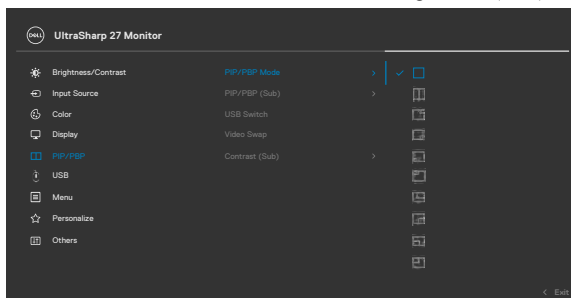 DELL UltraSharp 27 Monitor
Brightness/Contrast PIP/PBP Mode
Input Source PIP/PBP (Sub)
Color USB Switch
Display Video Swap
PIP/PBP Contrast (Sub)
USB
Menu
Personalize
Others
Exit